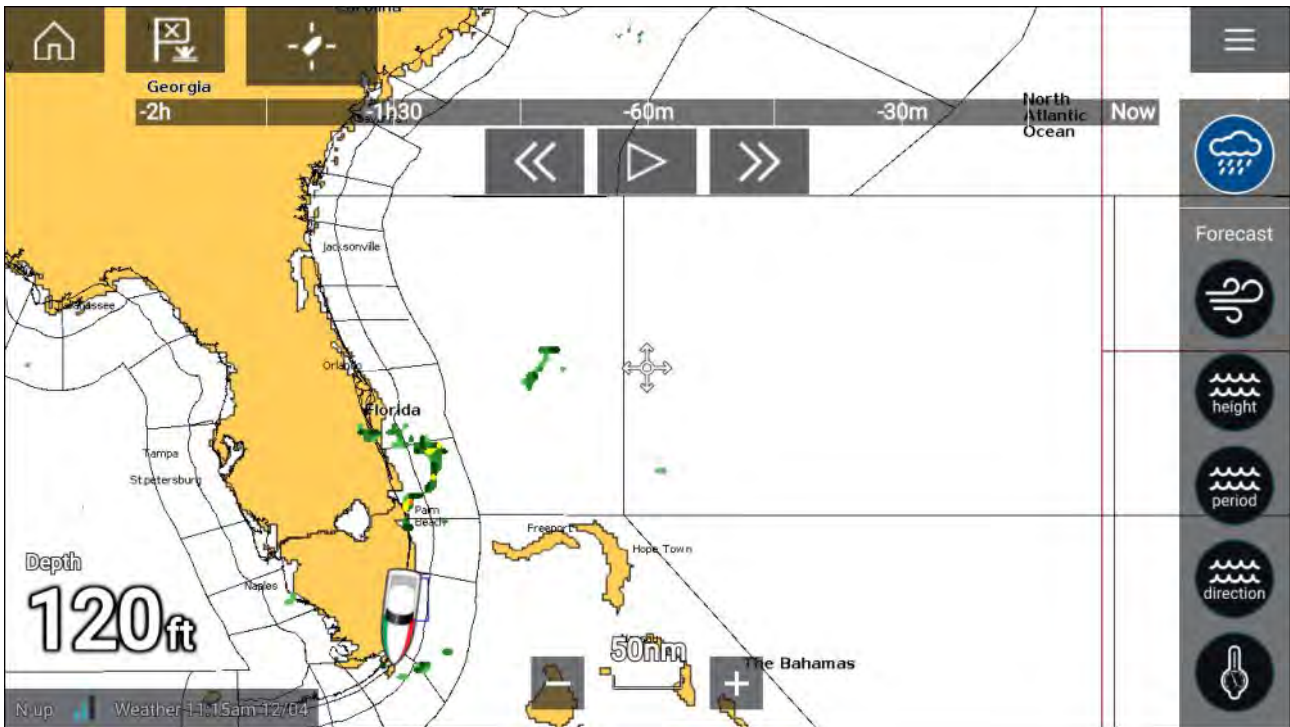 Carolina
Georgia
-2h
-1h30
-60m
-30m
Now
North
Atlantic
Ocean
Forecast
Jacksonville
Orlando
Florida
height
Tampa
St.petersburg
period
Palm
Beach
Freeport
Hope Town
Depth
120ft
Naples
direction
50nm
The Bahamas
N-up
Weather 11:15am 12/04